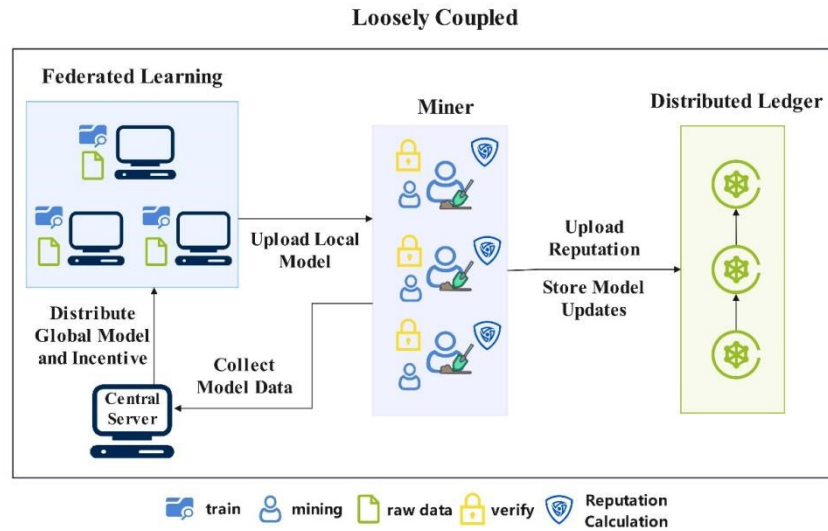 Loosely Coupled
Federated Learning
Miner
Distributed Ledger
Upload Local
Model
Upload
Reputation
Store Model
Updates
Distribute
Global Model
and Incentive
Collect
Model Data
Central
Server
train
mining
raw data
verify
Reputation
Calculation